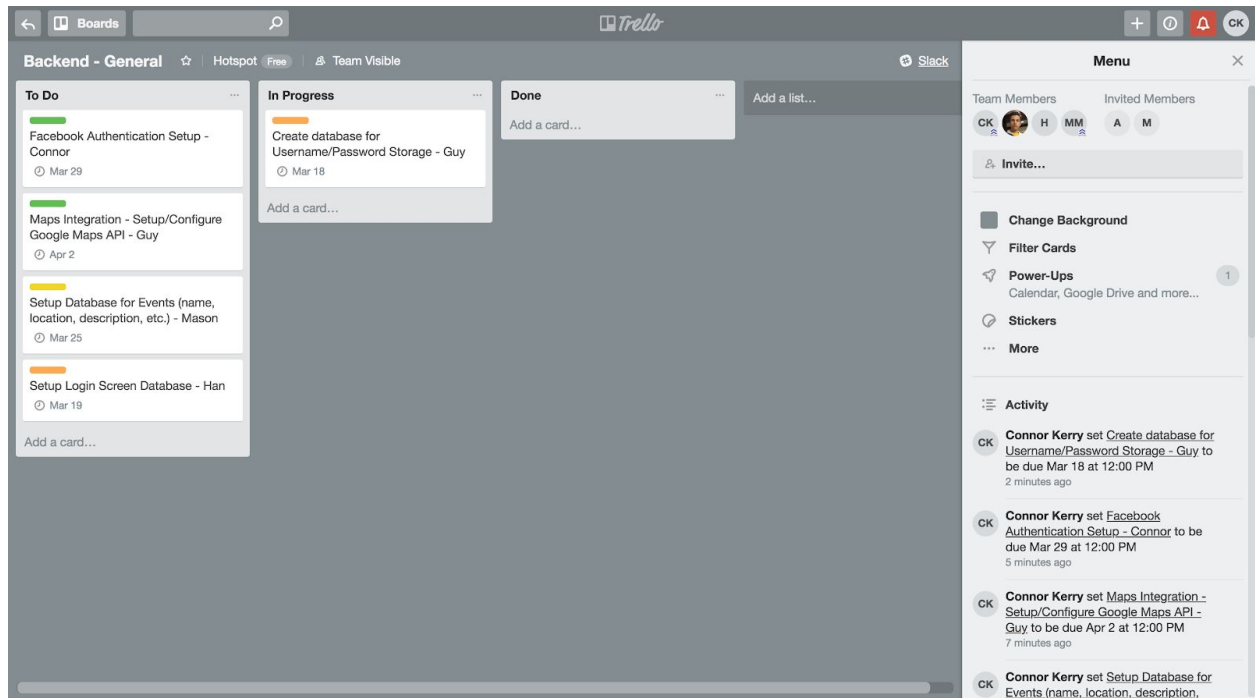 Boards
Trello
CK
Backend - General
Hotspot Free
Team Visible
Slack
To Do
Facebook Authentication Setup -
Connor
Mar 29
Maps Integration - Setup/Configure
Google Maps API - Guy
Apr 2
Setup Database for Events (name,
location, description, etc.) - Mason
Mar 25
Setup Login Screen Database - Han
Mar 19
Add a card...
In Progress
Create database for
Username/Password Storage - Guy
Mar 18
Add a card...
Done
Add a card...
Add a list...
Menu
Team Members
Invited Members
CK H MM A M
Invite...
Change Background
Filter Cards
Power-Ups
1
Calendar, Google Drive and more...
Stickers
More
Activity
CK
Connor Kerry set Create database for
Username/Password Storage - Guy to
be due Mar 18 at 12:00 PM
2 minutes ago
CK
Connor Kerry set Facebook
Authentication Setup - Connor to be
due Mar 29 at 12:00 PM
5 minutes ago
CK
Connor Kerry set Maps Integration -
Setup/Configure Google Maps API -
Guy to be due Apr 2 at 12:00 PM
7 minutes ago
CK
Connor Kerry set Setup Database for
Events (name, location, description,